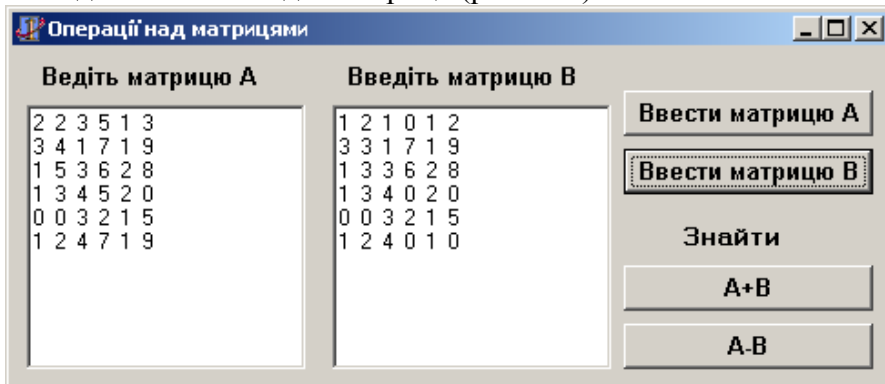 Операції над матрицями
Ведіть матрицю А
Введіть матрицю В
2 2 3 5 1 3
3 4 1 7 1 9
1 5 3 6 2 8
1 3 4 5 2 0
0 0 3 2 1 5
1 2 4 7 1 9
1 2 1 0 1 2
3 3 1 7 1 9
1 3 3 6 2 8
1 3 4 0 2 0
0 0 3 2 1 5
1 2 4 0 1 0
Ввести матрицю А
Ввести матрицю В
Знайти
А+В
А-В